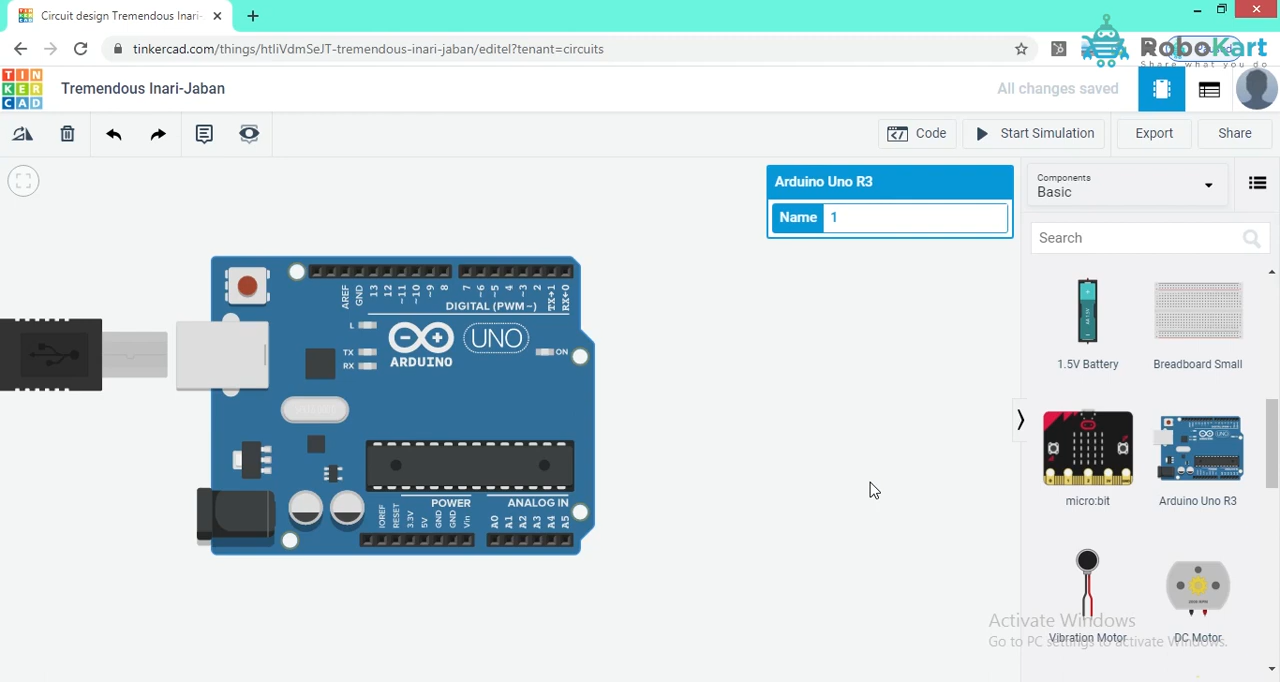 Circuit design Tremendous Inari-
tinkercad.com/things/htIiVdmSeJT-tremendous-inari-jaban/editel?tenant=circuits
RoboKart
Share what you do
TIN
KER
CAD
Tremendous Inari-Jaban
All changes saved
Code
Start Simulation
Export
Share
Arduino Uno R3
Name 1
Components
Basic
Search
1.5V Battery
Breadboard Small
micro:bit
Arduino Uno R3
Vibration Motor
DC Motor
AREF
GND
13
12
~11
~10
~9
8
7
~6
~5
4
~3
2
TX→1
RX←0
DIGITAL (PWM~)
L
TX
RX
ARDUINO
UNO
ON
POWER
ANALOG IN
IOREF
RESET
3.3V
5V
GND
GND
Vin
A0
A1
A2
A3
A4
A5
Activate Windows
Go to PC settings to activate Windows.